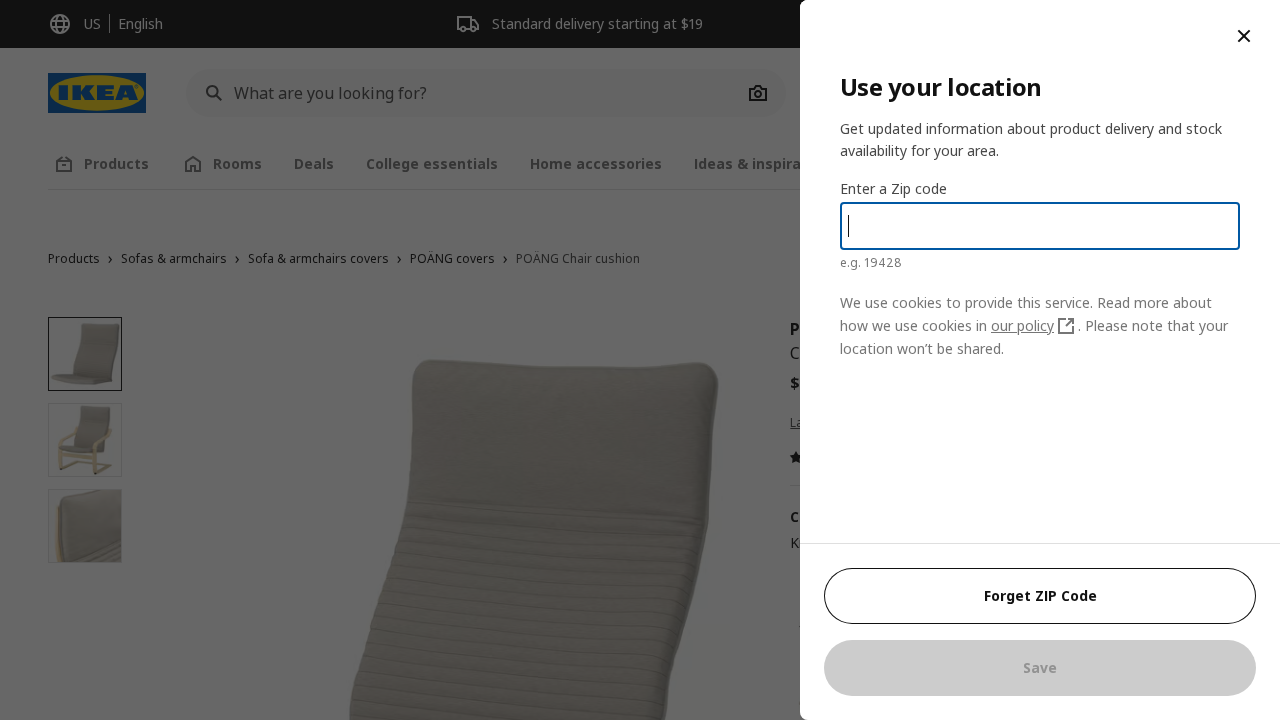 US English
Standard delivery starting at $19
IKEA
What are you looking for?
Products Rooms Deals College essentials Home accessories Ideas & inspira
Products › Sofas & armchairs › Sofa & armchairs covers › POÄNG covers › POÄNG Chair cushion
$
Use your location
Get updated information about product delivery and stock
availability for your area.
Enter a Zip code
e.g. 19428
We use cookies to provide this service. Read more about
how we use cookies in our policy . Please note that your
location won’t be shared.
Forget ZIP Code
Save